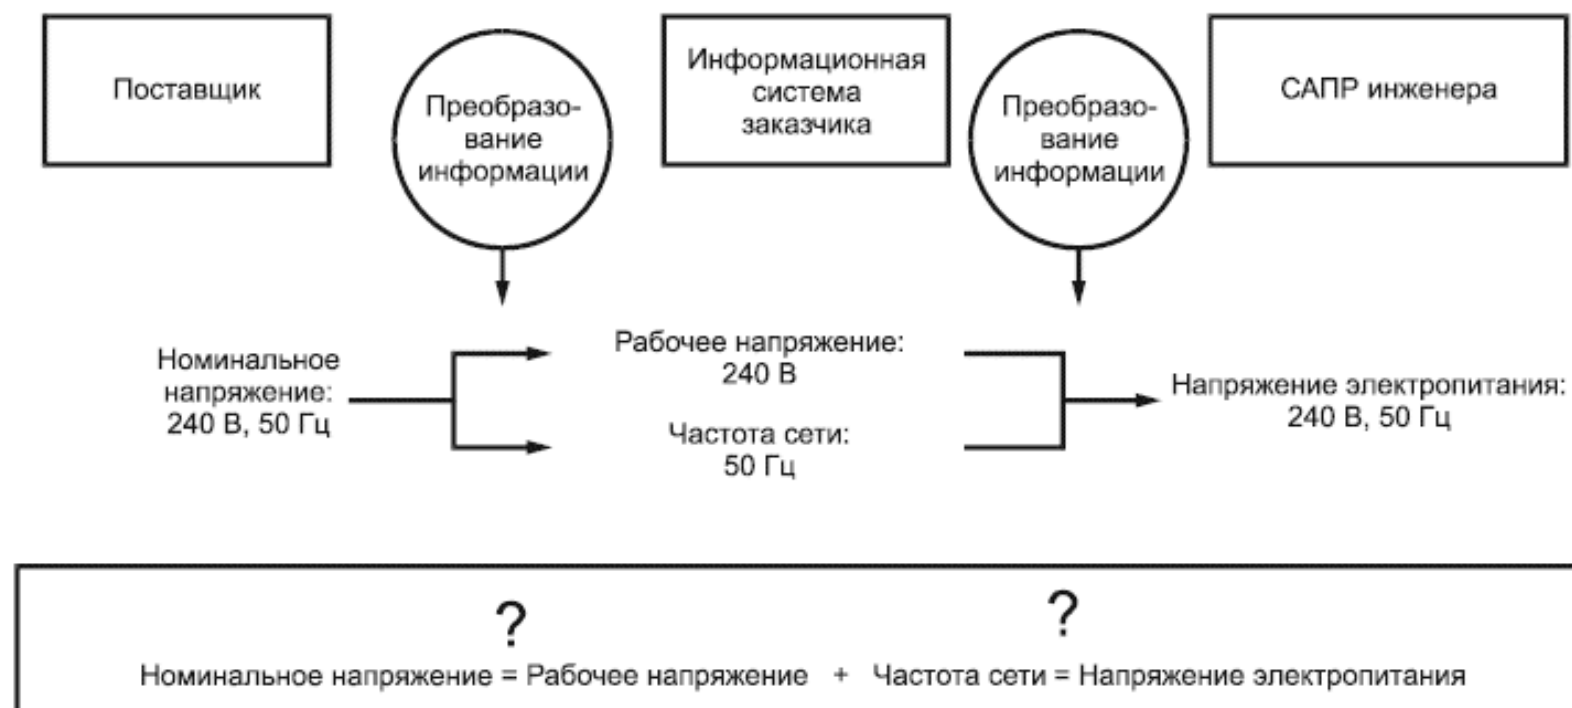 Поставщик
Преобразо-
вание
информации
Информационная
система
заказчика
Преобразо-
вание
информации
САПР инженера
Номинальное
напряжение:
240 В, 50 Гц
Рабочее напряжение:
240 В
Частота сети:
50 Гц
Напряжение электропитания:
240 В, 50 Гц
? ?
Номинальное напряжение = Рабочее напряжение + Частота сети = Напряжение электропитания